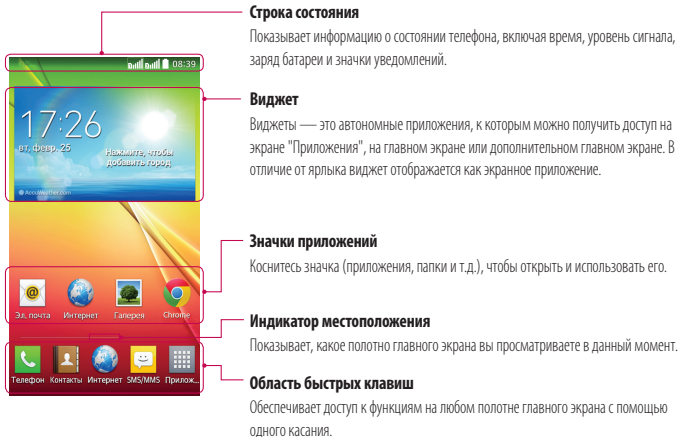 Строка состояния
Показывает информацию о состоянии телефона, включая время, уровень сигнала,
заряд батареи и значки уведомлений.
Виджет
Виджеты — это автономные приложения, к которым можно получить доступ на
экране "Приложения", на главном экране или дополнительном главном экране. В
отличие от ярлыка виджет отображается как экранное приложение.
Значки приложений
Коснитесь значка (приложения, папки и т.д.), чтобы открыть и использовать его.
Индикатор местоположения
Показывает, какое полотно главного экрана вы просматриваете в данный момент.
Область быстрых клавиш
Обеспечивает доступ к функциям на любом полотне главного экрана с помощью
одного касания.
08:39
17:26
вт, февр. 25
Нажмите, чтобы
добавить город
AccuWeather.com
Эл. почта Интернет Галерея Chrome
Телефон Контакты Интернет SMS/MMS Прилож...